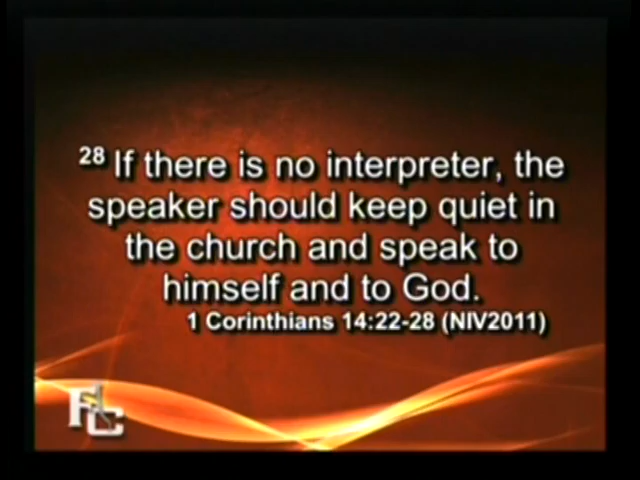 28 If there is no interpreter, the
speaker should keep quiet in
the church and speak to
himself and to God.
1 Corinthians 14:22-28 (NIV2011)
FLC